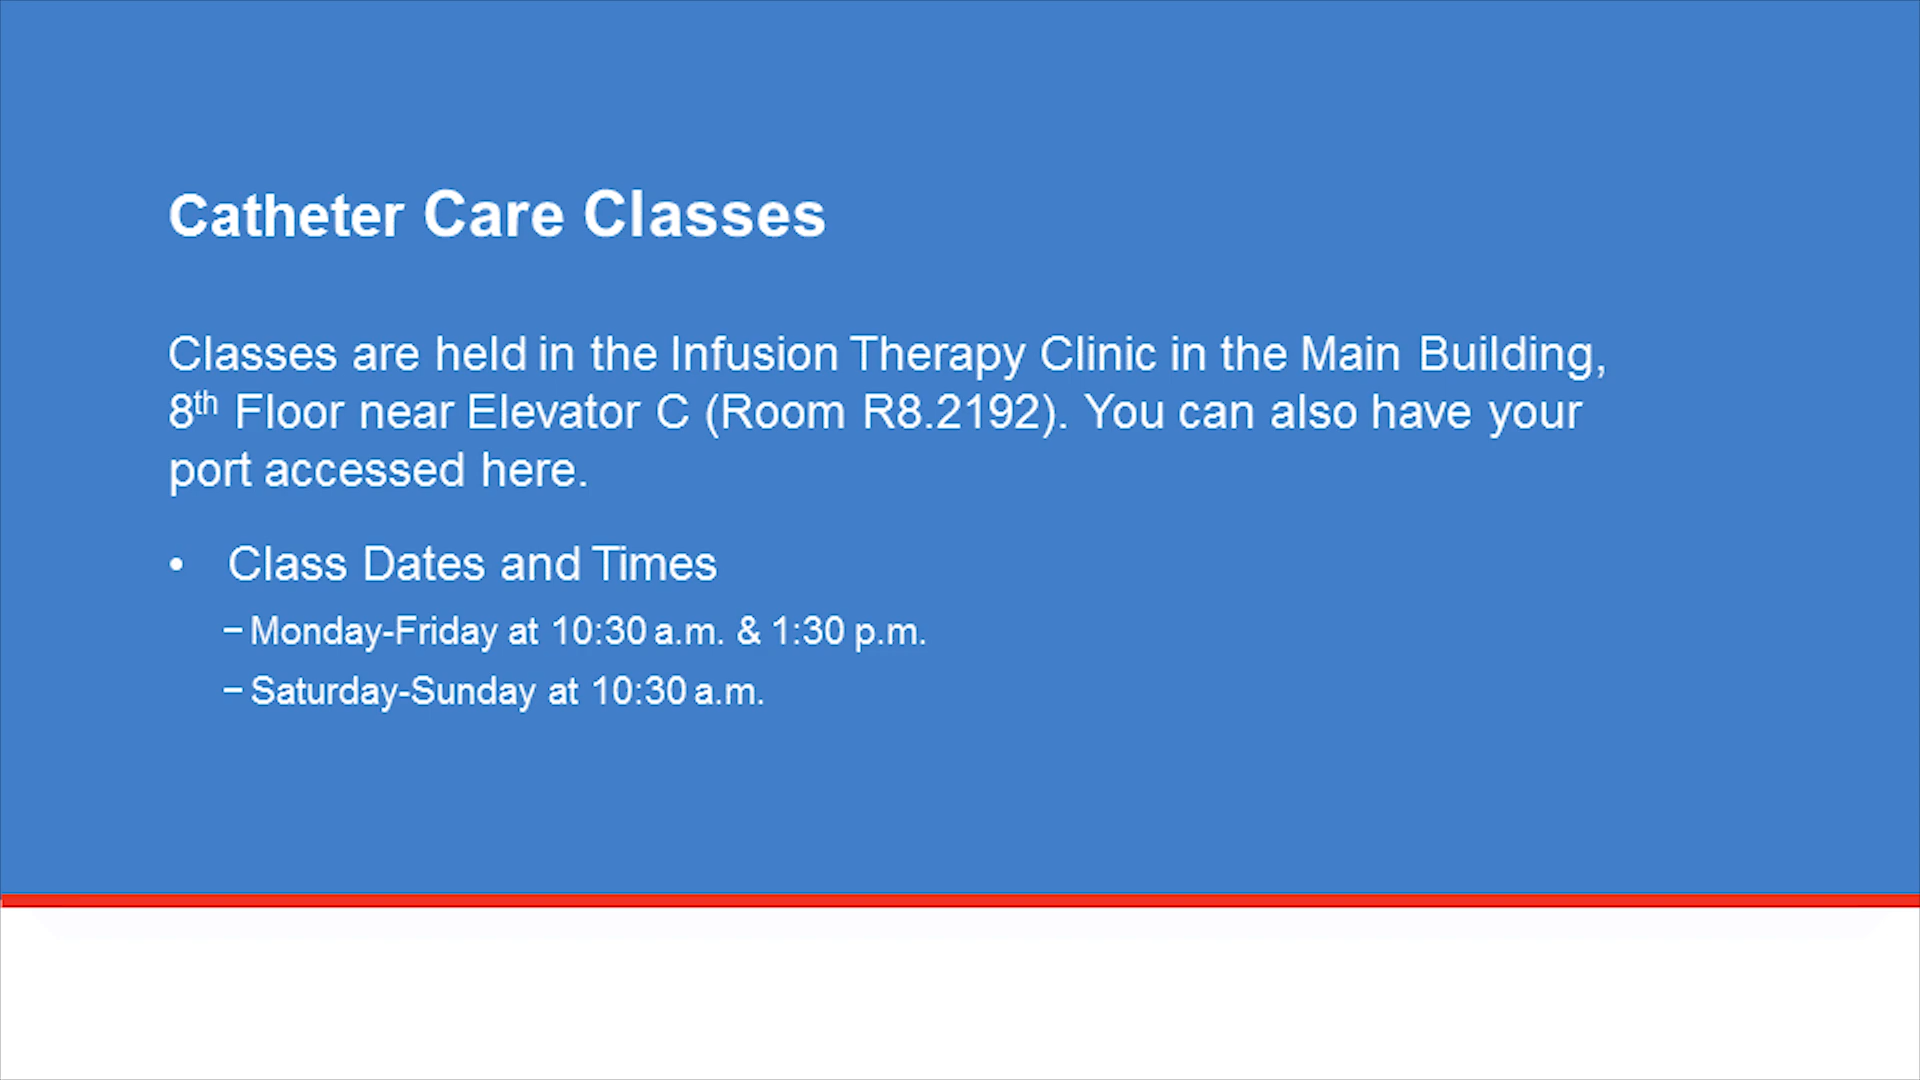 Catheter Care Classes
Classes are held in the Infusion Therapy Clinic in the Main Building,
8th Floor near Elevator C (Room R8.2192). You can also have your
port accessed here.
• Class Dates and Times
– Monday-Friday at 10:30 a.m. & 1:30 p.m.
– Saturday-Sunday at 10:30 a.m.